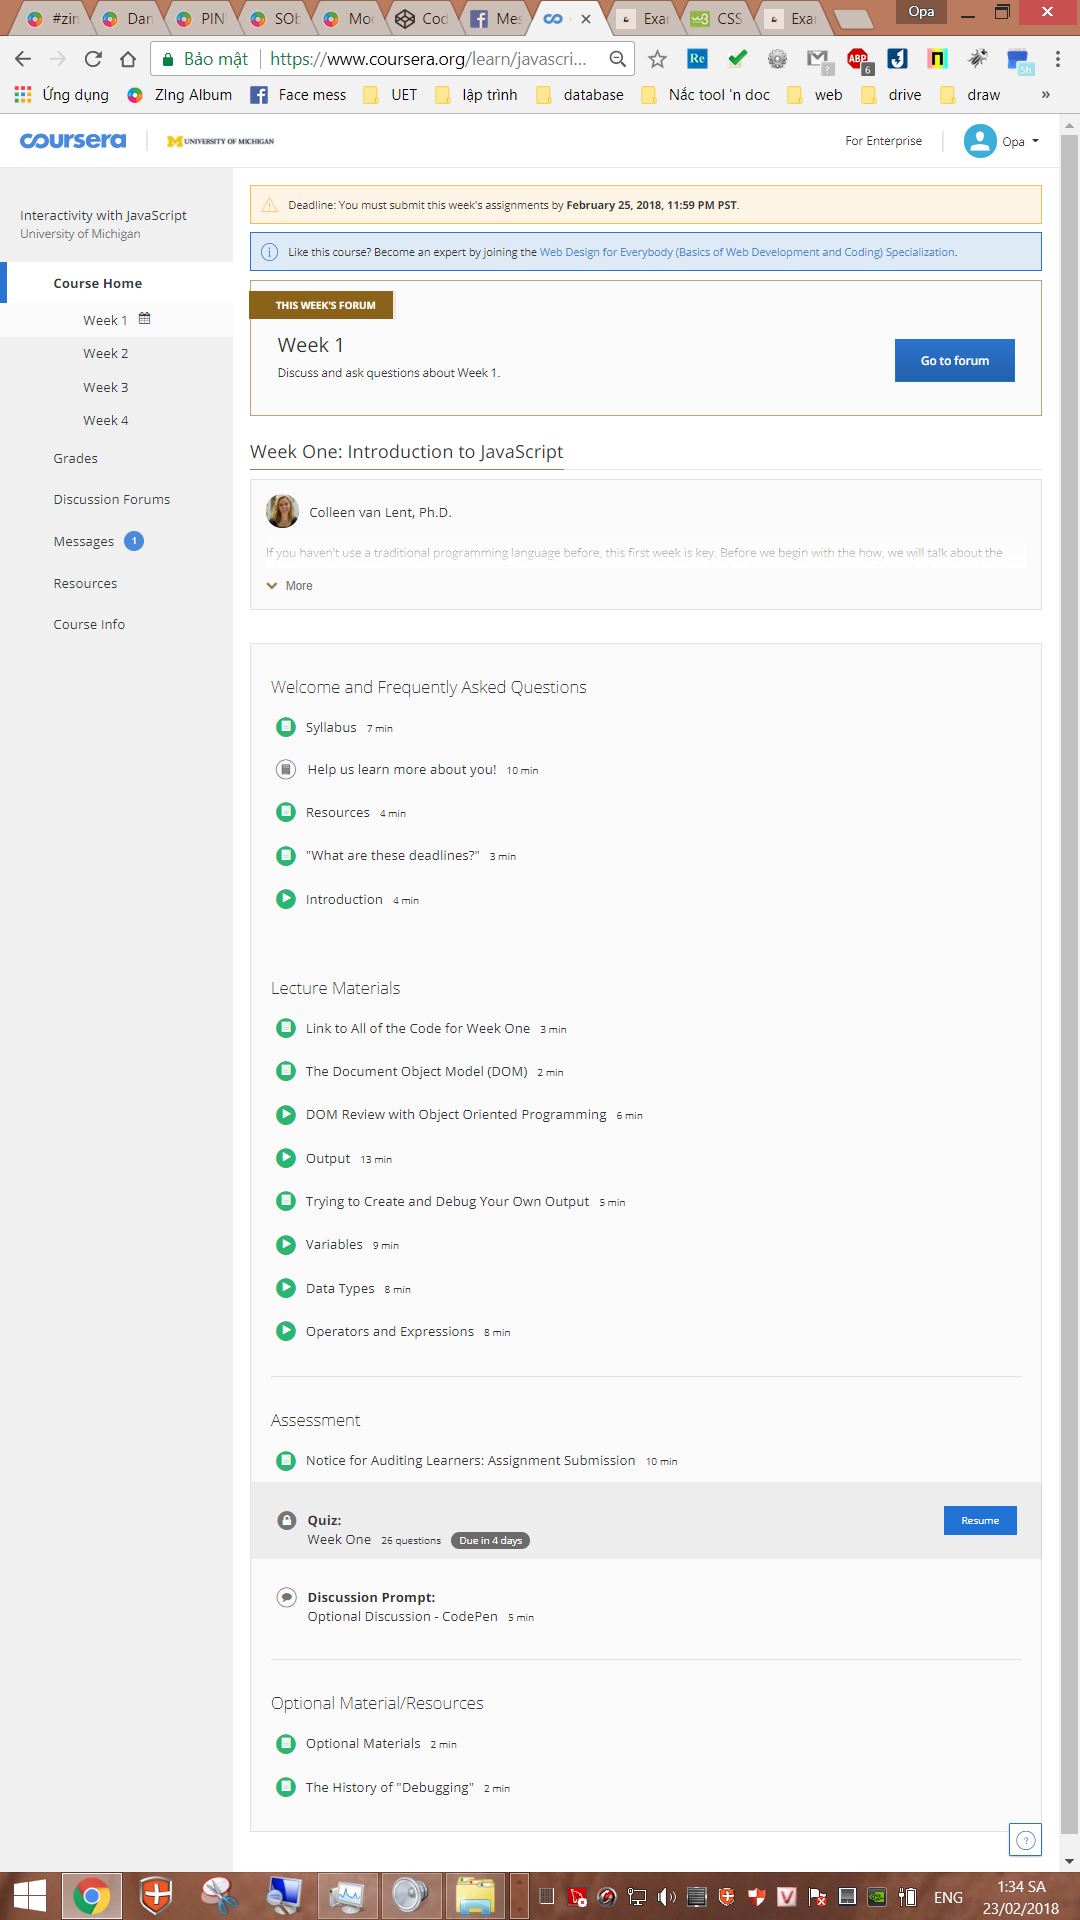 #zin
Dan
PIN
SOb
Mo
Cod
Mes
Exa
CSS
Exar
Opa
Bảo mật
https://www.coursera.org/learn/javascri...
Ứng dụng
ZIng Album
Face mess
UET
lập trình
database
Nắc tool 'n doc
web
drive
draw
»
coursera
UNIVERSITY OF MICHIGAN
For Enterprise
Opa
Interactivity with JavaScript
University of Michigan
Course Home
Week 1
Week 2
Week 3
Week 4
Grades
Discussion Forums
Messages 1
Resources
Course Info
Deadline: You must submit this week's assignments by February 25, 2018, 11:59 PM PST.
Like this course? Become an expert by joining the Web Design for Everybody (Basics of Web Development and Coding) Specialization.
THIS WEEK'S FORUM
Week 1
Discuss and ask questions about Week 1.
Go to forum
Week One: Introduction to JavaScript
Colleen van Lent, Ph.D.
If you haven't use a traditional programming language before, this first week is key. Before we begin with the how, we will talk about the
More
Welcome and Frequently Asked Questions
Syllabus 7 min
Help us learn more about you! 10 min
Resources 4 min
"What are these deadlines?" 3 min
Introduction 4 min
Lecture Materials
Link to All of the Code for Week One 3 min
The Document Object Model (DOM) 2 min
DOM Review with Object Oriented Programming 6 min
Output 13 min
Trying to Create and Debug Your Own Output 5 min
Variables 9 min
Data Types 8 min
Operators and Expressions 8 min
Assessment
Notice for Auditing Learners: Assignment Submission 10 min
Quiz:
Week One 26 questions Due in 4 days
Resume
Discussion Prompt:
Optional Discussion - CodePen 5 min
Optional Material/Resources
Optional Materials 2 min
The History of "Debugging" 2 min
?
ENG
1:34 SA
23/02/2018